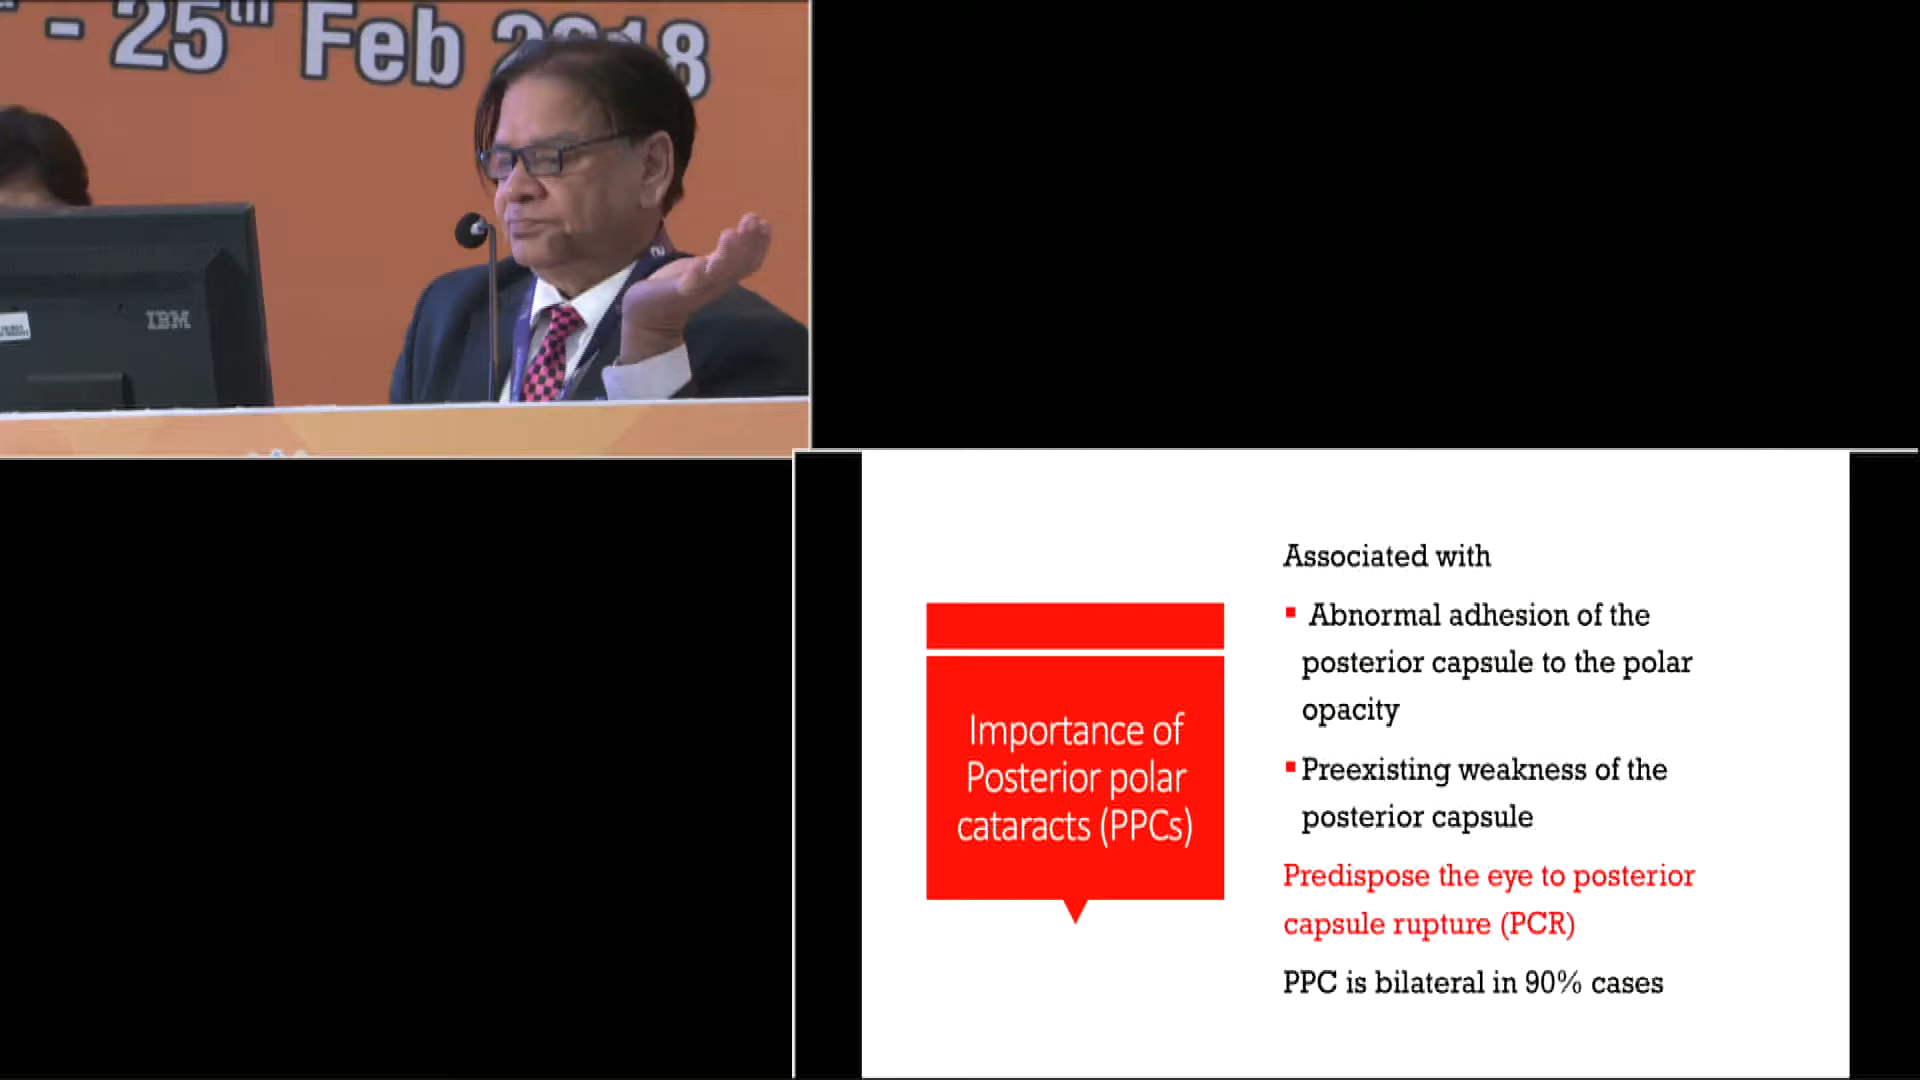 - 25th Feb 2018
IBM
Importance of
Posterior polar
cataracts (PPCs)
Associated with
Abnormal adhesion of the
posterior capsule to the polar
opacity
Preexisting weakness of the
posterior capsule
Predispose the eye to posterior
capsule rupture (PCR)
PPC is bilateral in 90% cases